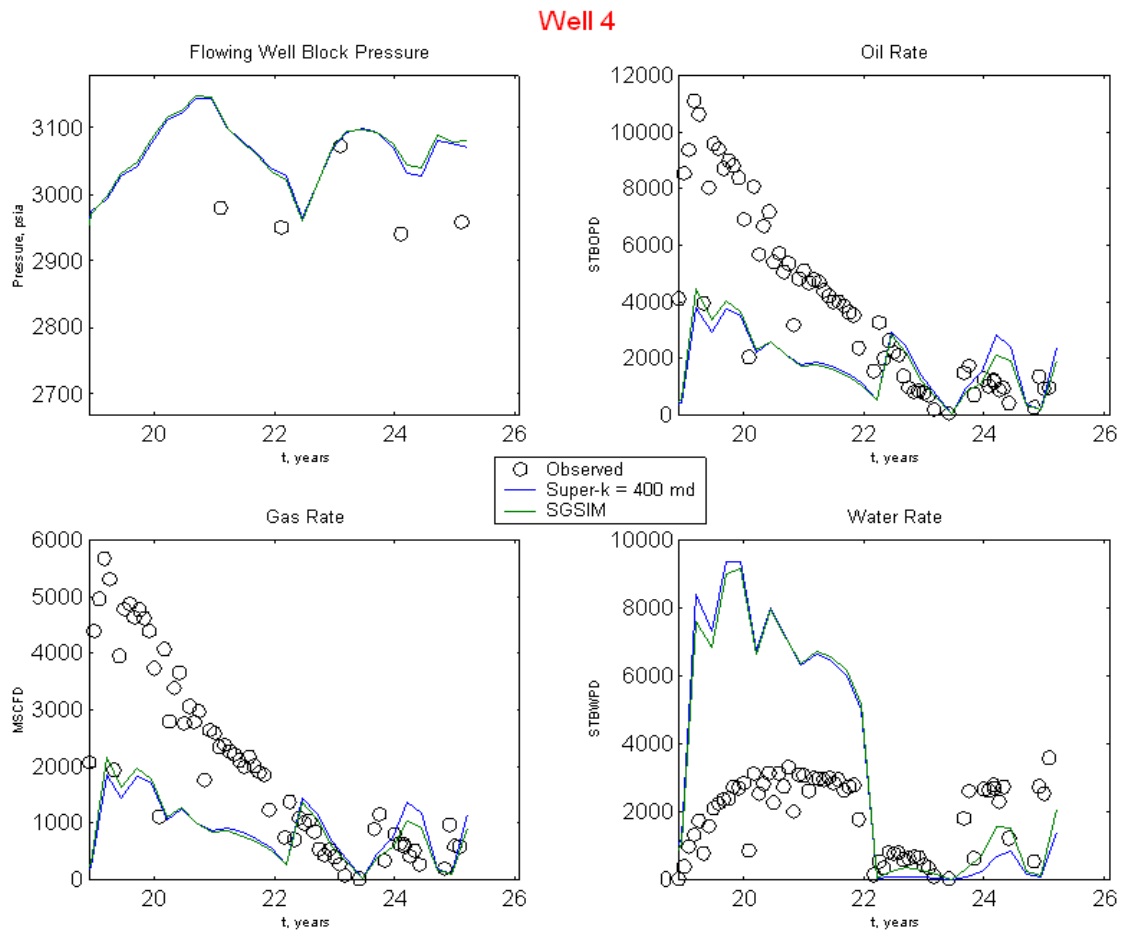 Well 4
Flowing Well Block Pressure
Pressure, psia
3100
3000
2900
2800
2700
20 22 24 26
t, years
Oil Rate
STBOPD
12000
10000
8000
6000
4000
2000
0
20 22 24 26
t, years
Observed
Super-k = 400 md
SGSIM
Gas Rate
MSCFD
6000
5000
4000
3000
2000
1000
0
20 22 24 26
t, years
Water Rate
STBWPD
10000
8000
6000
4000
2000
0
20 22 24 26
t, years